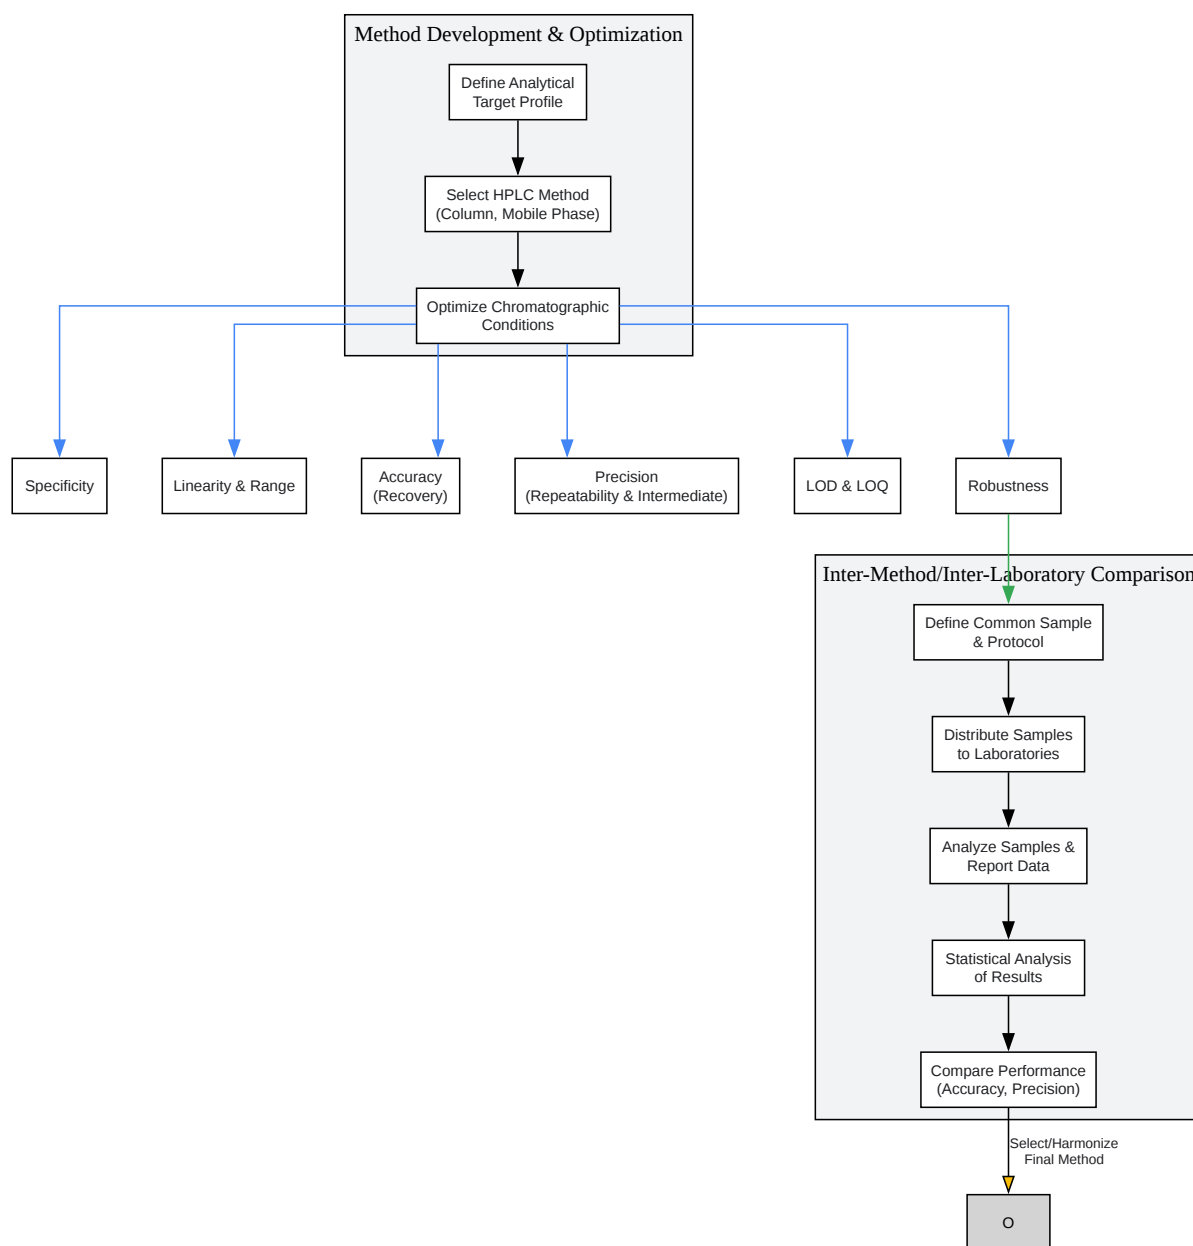 Method Development & Optimization
Define Analytical
Target Profile
Select HPLC Method
(Column, Mobile Phase)
Optimize Chromatographic
Conditions
Specificity
Linearity & Range
Accuracy
(Recovery)
Precision
(Repeatability & Intermediate)
LOD & LOQ
Robustness
Inter-Method/Inter-Laboratory Comparison
Define Common Sample
& Protocol
Distribute Samples
to Laboratories
Analyze Samples &
Report Data
Statistical Analysis
of Results
Compare Performance
(Accuracy, Precision)
Select/Harmonize
Final Method
O